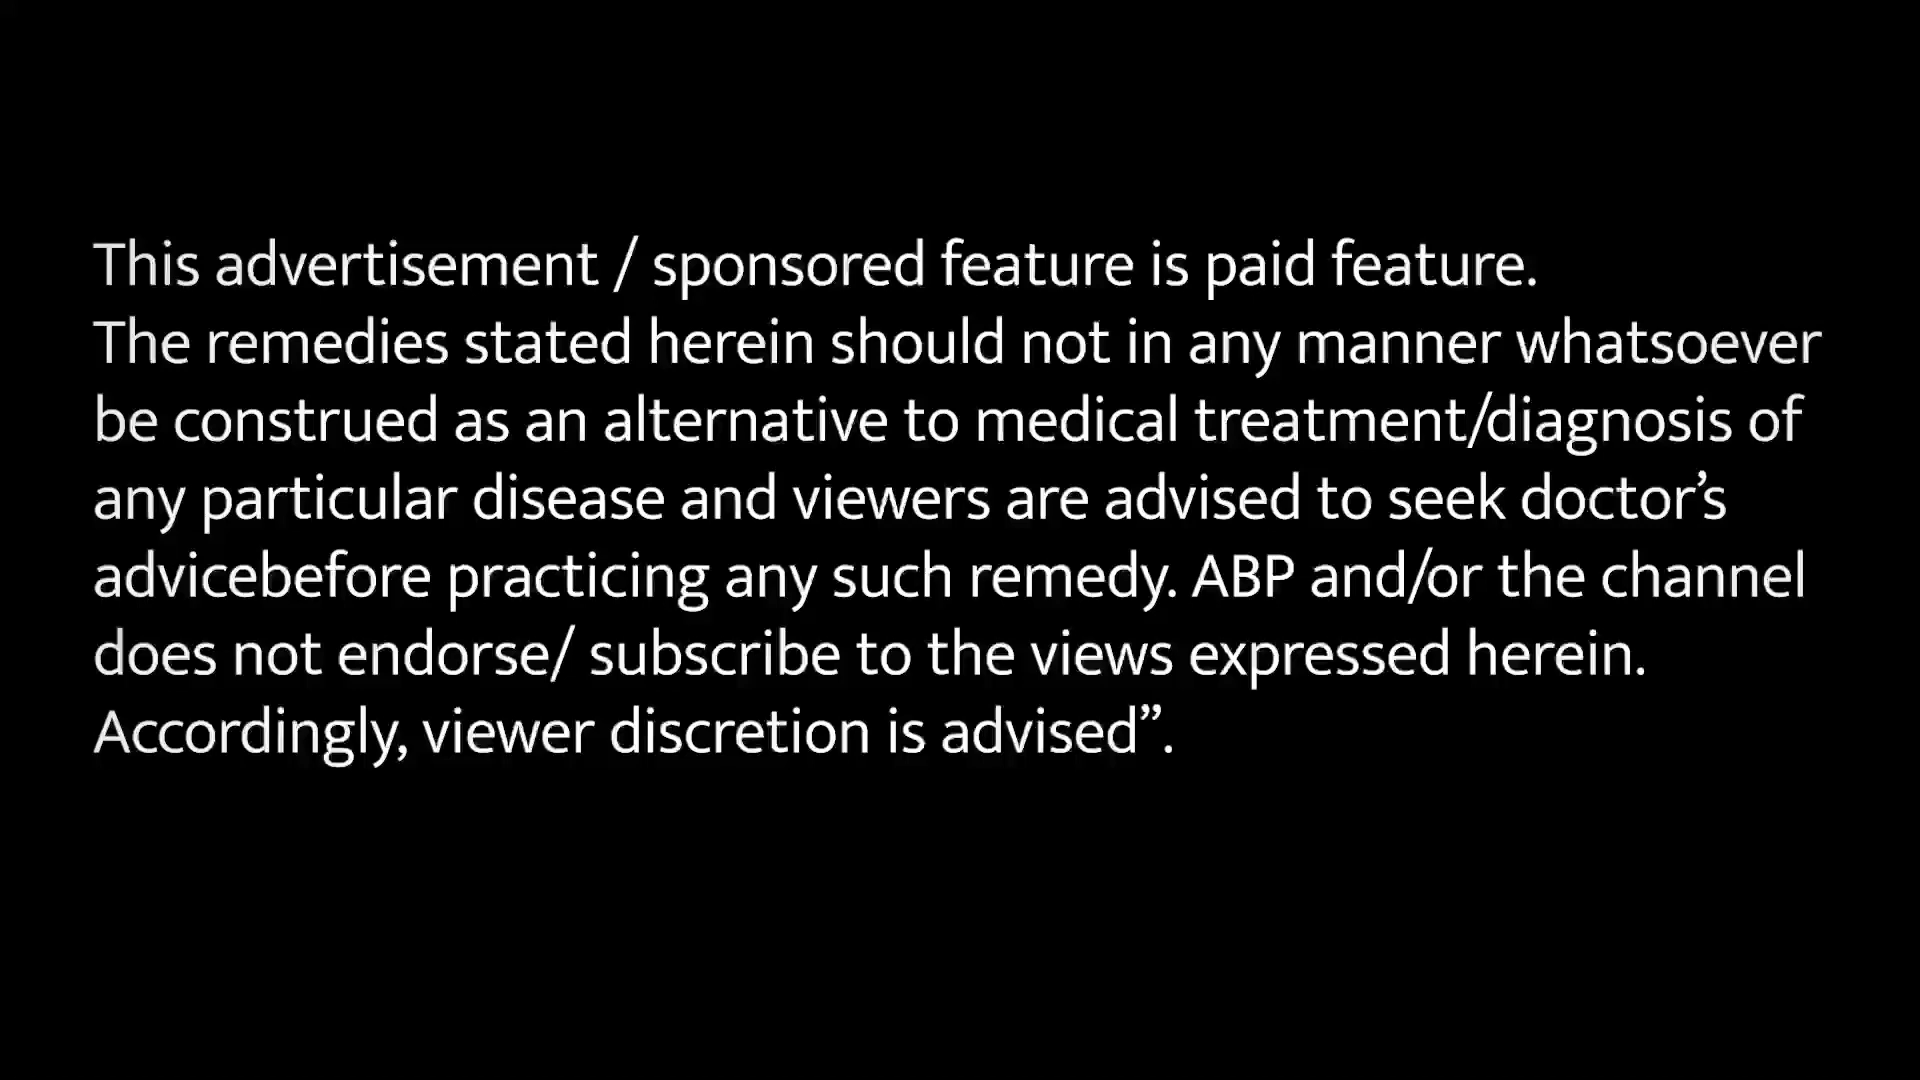 This advertisement / sponsored feature is paid feature.
The remedies stated herein should not in any manner whatsoever
be construed as an alternative to medical treatment/diagnosis of
any particular disease and viewers are advised to seek doctor’s
advicebefore practicing any such remedy. ABP and/or the channel
does not endorse/ subscribe to the views expressed herein.
Accordingly, viewer discretion is advised”.